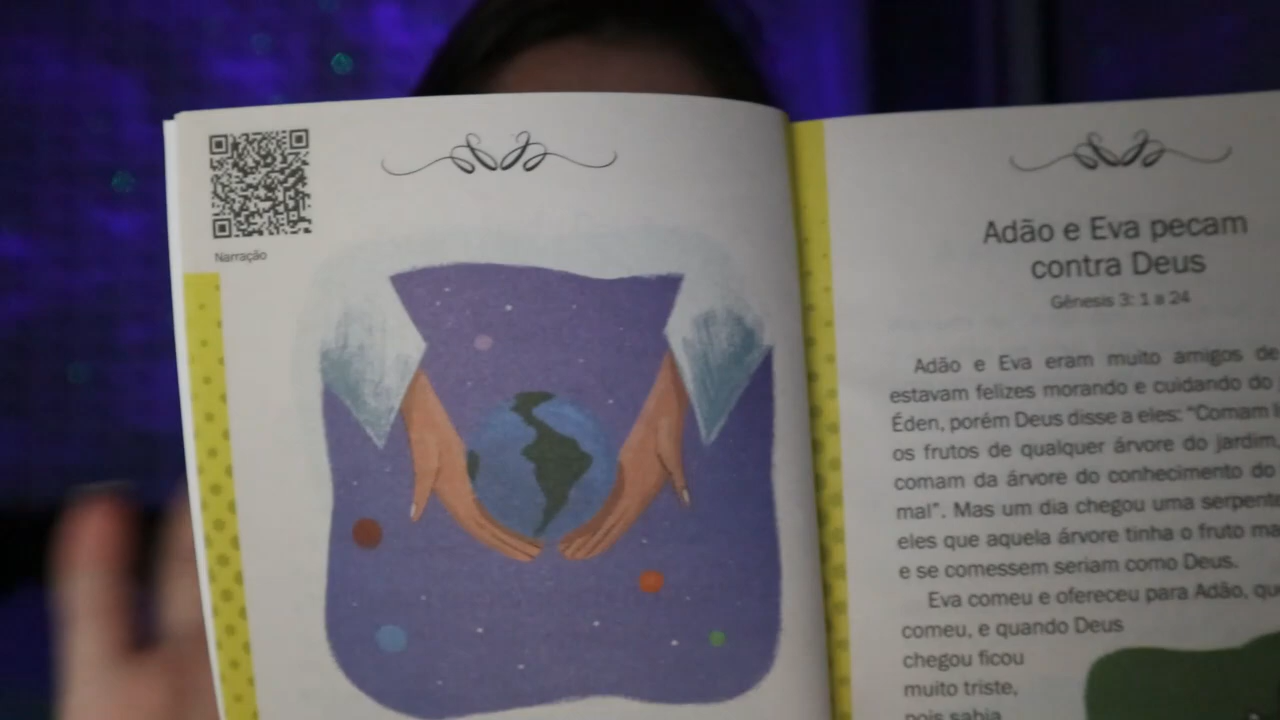 Narração
Adão e Eva pecam
contra Deus
Gênesis 3: 1 a 24
Adão e Eva eram muito amigos de
estavam felizes morando e cuidando do
Éden, porém Deus disse a eles: "Comam
os frutos de qualquer árvore do jardim,
comam da árvore do conhecimento do
mal". Mas um dia chegou uma
eles que aquela árvore tinha o fruto
e se comessem seriam como Deus.
Eva comeu e ofereceu para Adão,
comeu, e quando Deus
chegou ficou
muito triste,
pois sabia